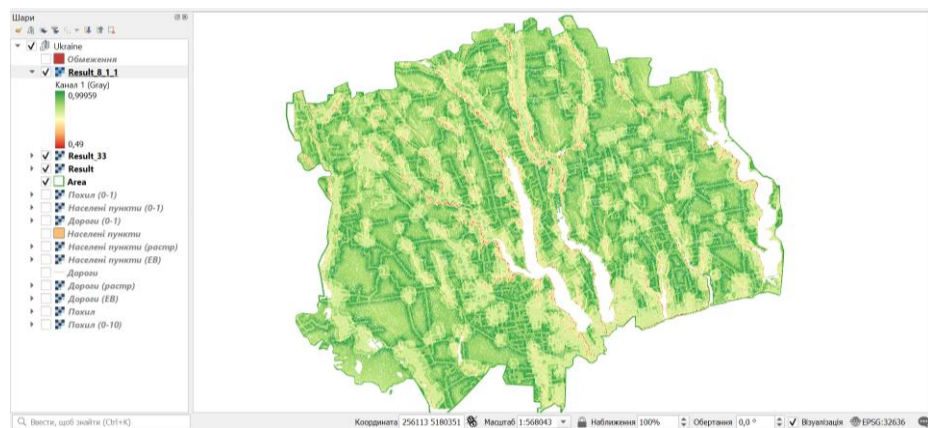 Шари
Ukraine
Обмеження
Result_8_1_1
Канал 1 (Gray)
0,99959
0,49
Result_33
Result
Area
Похил (0-1)
Населені пункти (0-1)
Дороги (0-1)
Населені пункти
Населені пункти (растр)
Населені пункти (ЕВ)
Дороги
Дороги (растр)
Дороги (ЕВ)
Похил
Похил (0-10)
Ввести, щоб знайти (Ctrl+K) Координата 256113 5180351 Масштаб 1:568043 Наближення 100% Обертання 0,0 ° Візуалізація EPSG:32636